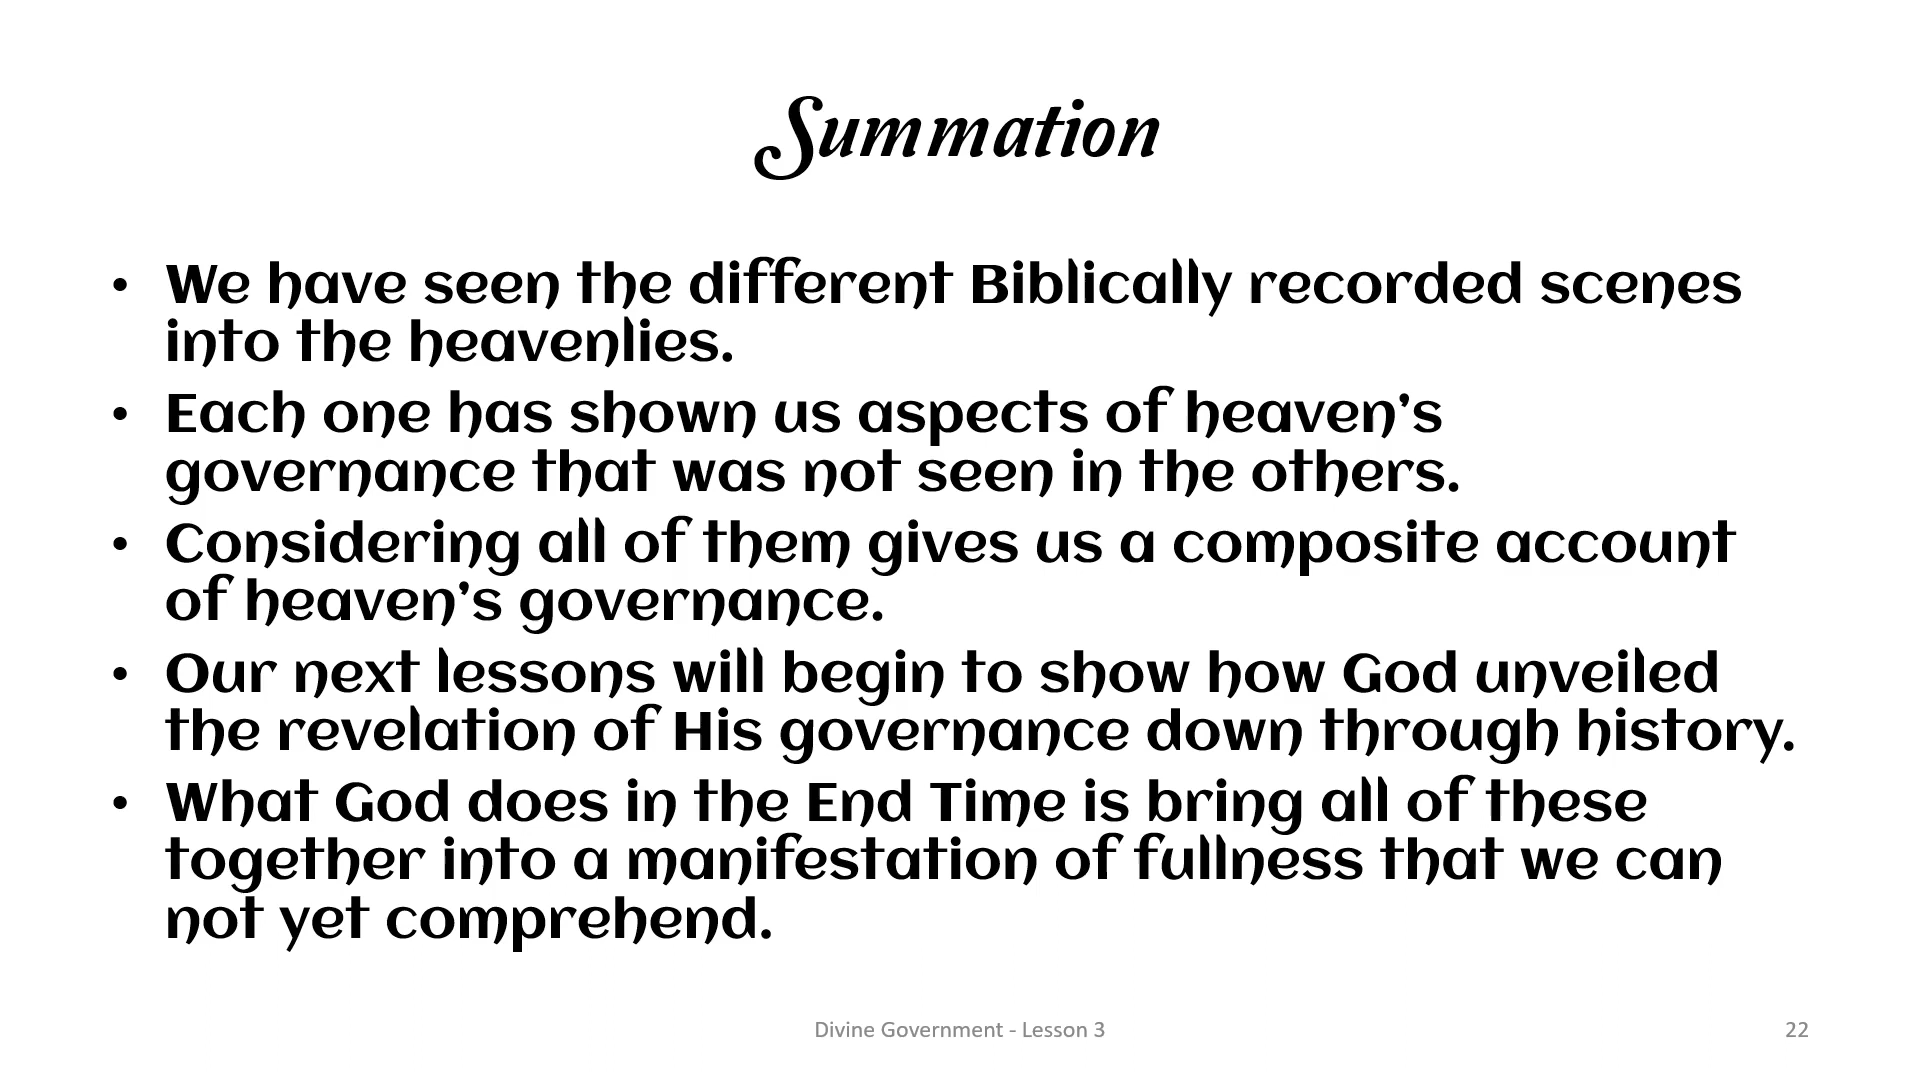 Summation
• We have seen the different Biblically recorded scenes
into the heavenlies.
• Each one has shown us aspects of heaven’s
governance that was not seen in the others.
• Considering all of them gives us a composite account
of heaven’s governance.
• Our next lessons will begin to show how God unveiled
the revelation of His governance down through history.
• What God does in the End Time is bring all of these
together into a manifestation of fullness that we can
not yet comprehend.
Divine Government - Lesson 3
22